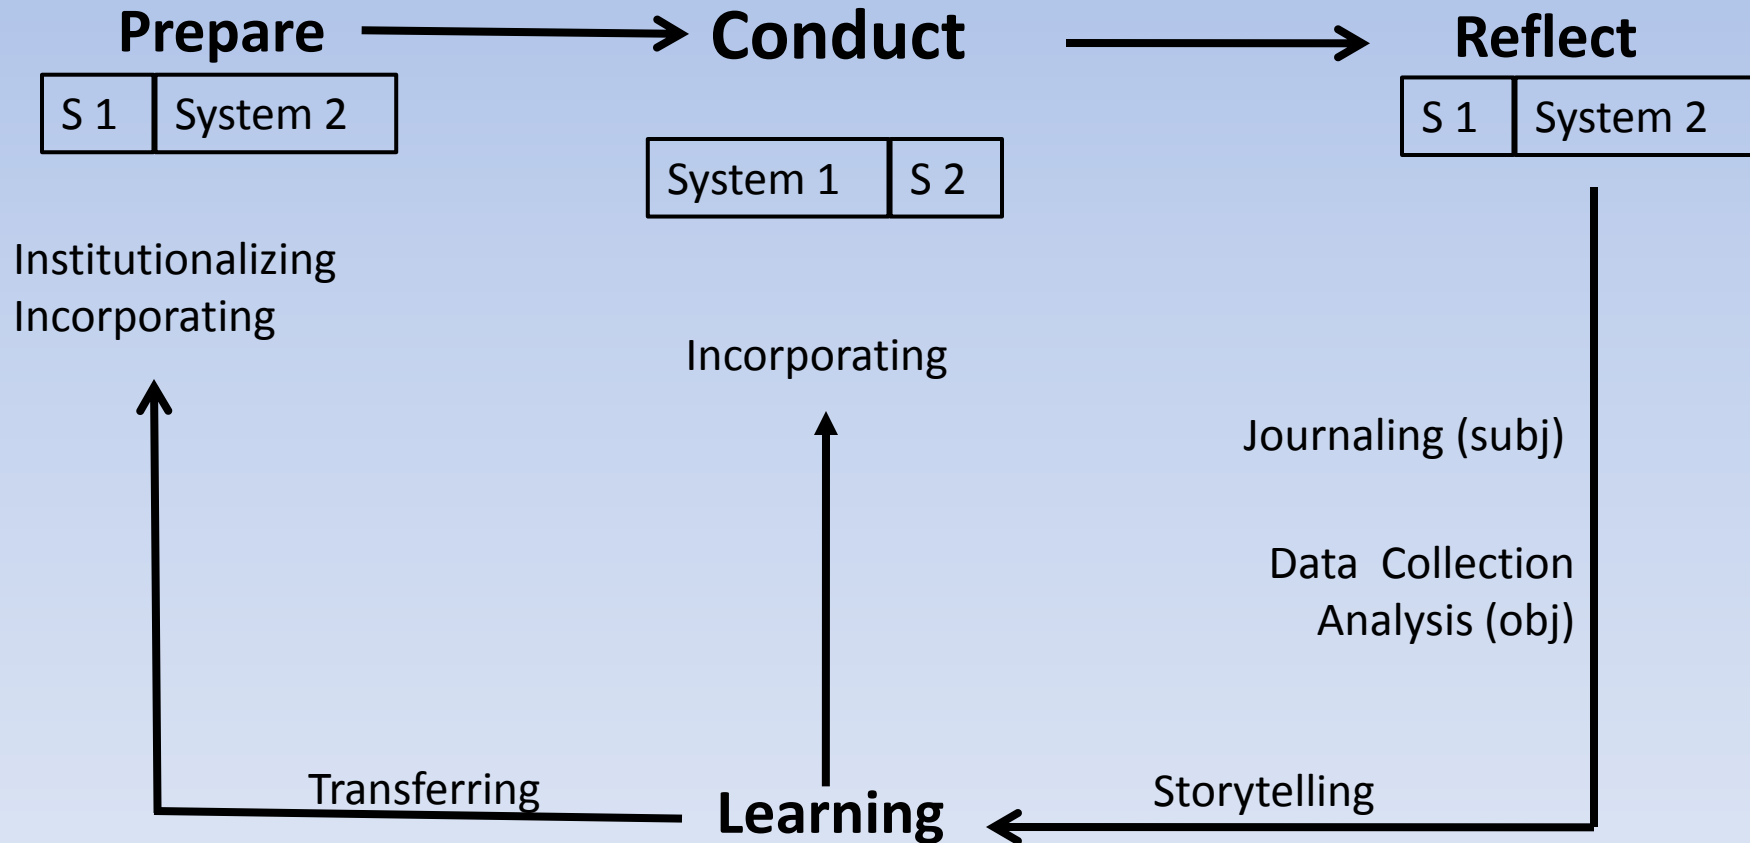 Prepare
Conduct
Reflect
S 1
System 2
System 1
S 2
S 1
System 2
Institutionalizing
Incorporating
Incorporating
Journaling (subj)
Data  Collection
Analysis (obj)
Transferring
Learning
Storytelling